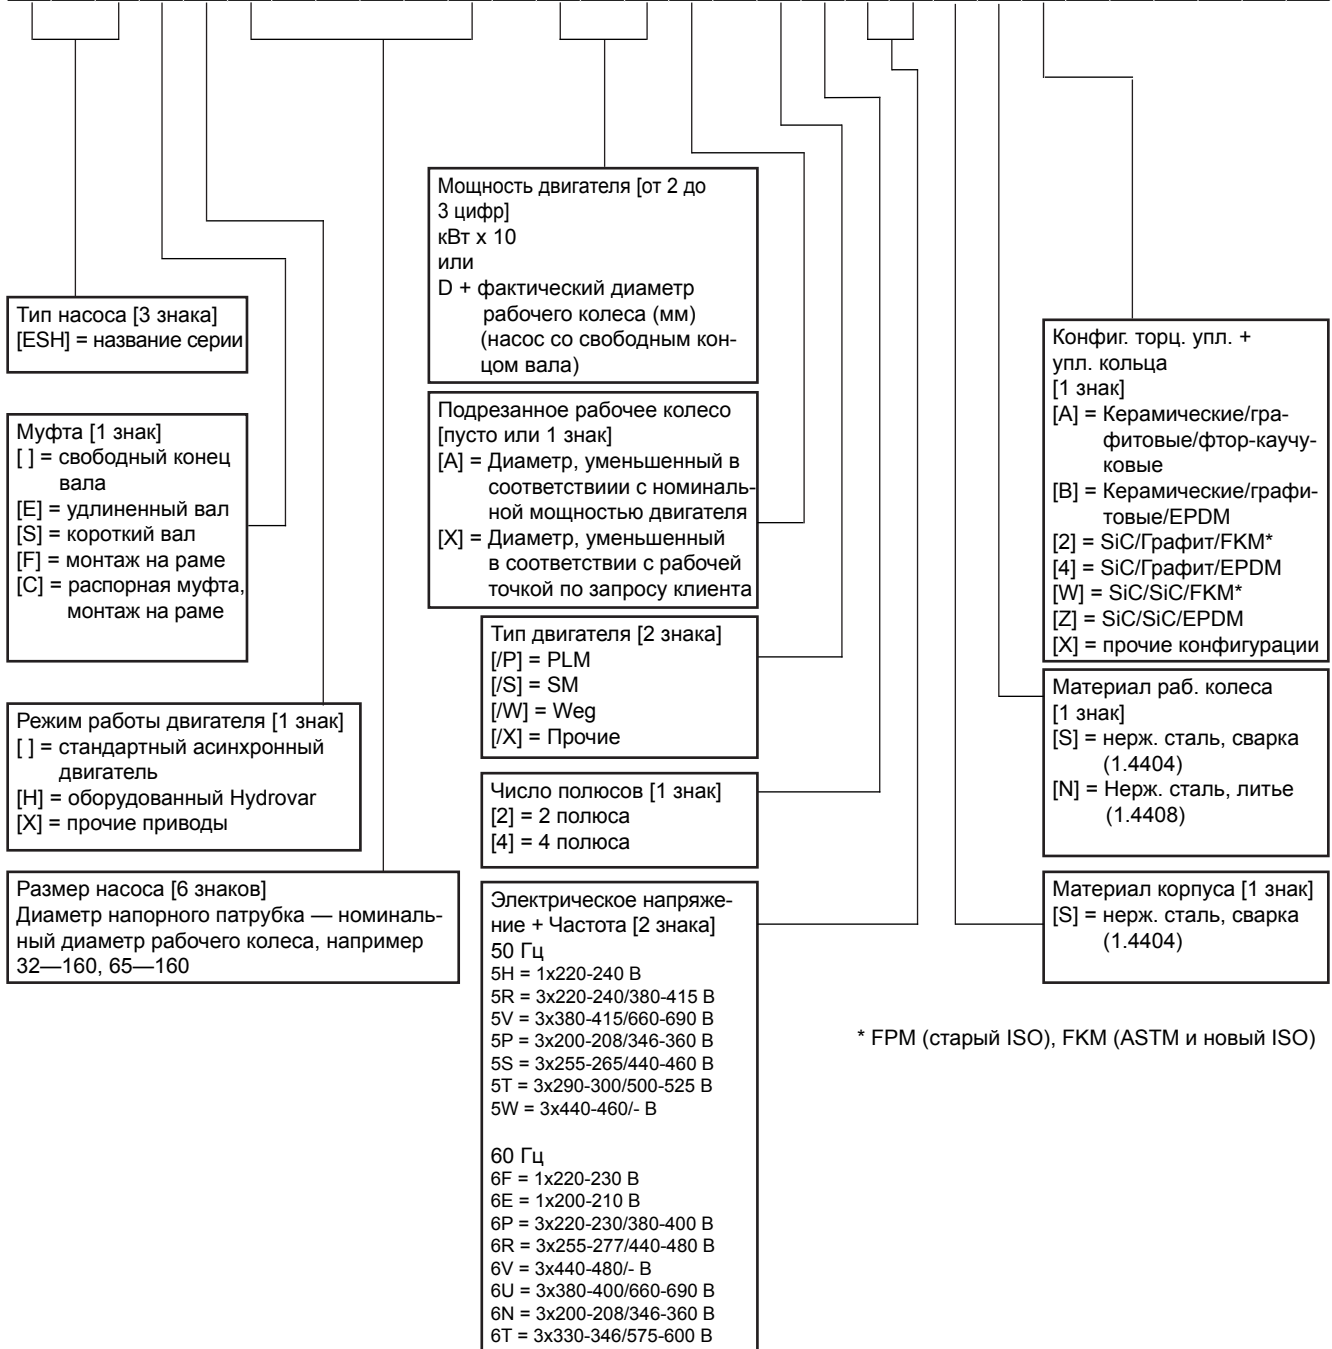 Тип насоса [3 знака]
[ESH] = название серии
Муфта [1 знак]
[ ] = свободный конец
вала
[E] = удлиненный вал
[S] = короткий вал
[F] = монтаж на раме
[C] = распорная муфта,
монтаж на раме
Режим работы двигателя [1 знак]
[ ] = стандартный асинхронный
двигатель
[H] = оборудованный Hydrovar
[X] = прочие приводы
Размер насоса [6 знаков]
Диаметр напорного патрубка — номиналь-
ный диаметр рабочего колеса, например
32—160, 65—160
Мощность двигателя [от 2 до
3 цифр]
кВт x 10
или
D + фактический диаметр
рабочего колеса (мм)
(насос со свободным кон-
цом вала)
Подрезанное рабочее колесо
[пусто или 1 знак]
[A] = Диаметр, уменьшенный в
соответствиии с номиналь-
ной мощностью двигателя
[X] = Диаметр, уменьшенный
в соответствии с рабочей
точкой по запросу клиента
Тип двигателя [2 знака]
[/P] = PLM
[/S] = SM
[/W] = Weg
[/X] = Прочие
Число полюсов [1 знак]
[2] = 2 полюса
[4] = 4 полюса
Электрическое напряже-
ние + Частота [2 знака]
50 Гц
5H = 1x220-240 В
5R = 3x220-240/380-415 В
5V = 3x380-415/660-690 В
5P = 3x200-208/346-360 В
5S = 3x255-265/440-460 В
5T = 3x290-300/500-525 В
5W = 3x440-460/- В
60 Гц
6F = 1x220-230 В
6E = 1x200-210 В
6P = 3x220-230/380-400 В
6R = 3x255-277/440-480 В
6V = 3x440-480/- В
6U = 3x380-400/660-690 В
6N = 3x200-208/346-360 В
6T = 3x330-346/575-600 В
Конфиг. торц. упл. +
упл. кольца
[1 знак]
[A] = Керамические/гра-
фитовые/фтор-каучу-
ковые
[B] = Керамические/графи-
товые/EPDM
[2] = SiC/Графит/FKM*
[4] = SiC/Графит/EPDM
[W] = SiC/SiC/FKM*
[Z] = SiC/SiC/EPDM
[X] = прочие конфигурации
Материал раб. колеса
[1 знак]
[S] = нерж. сталь, сварка
(1.4404)
[N] = Нерж. сталь, литье
(1.4408)
Материал корпуса [1 знак]
[S] = нерж. сталь, сварка
(1.4404)
* FPM (старый ISO), FKM (ASTM и новый ISO)